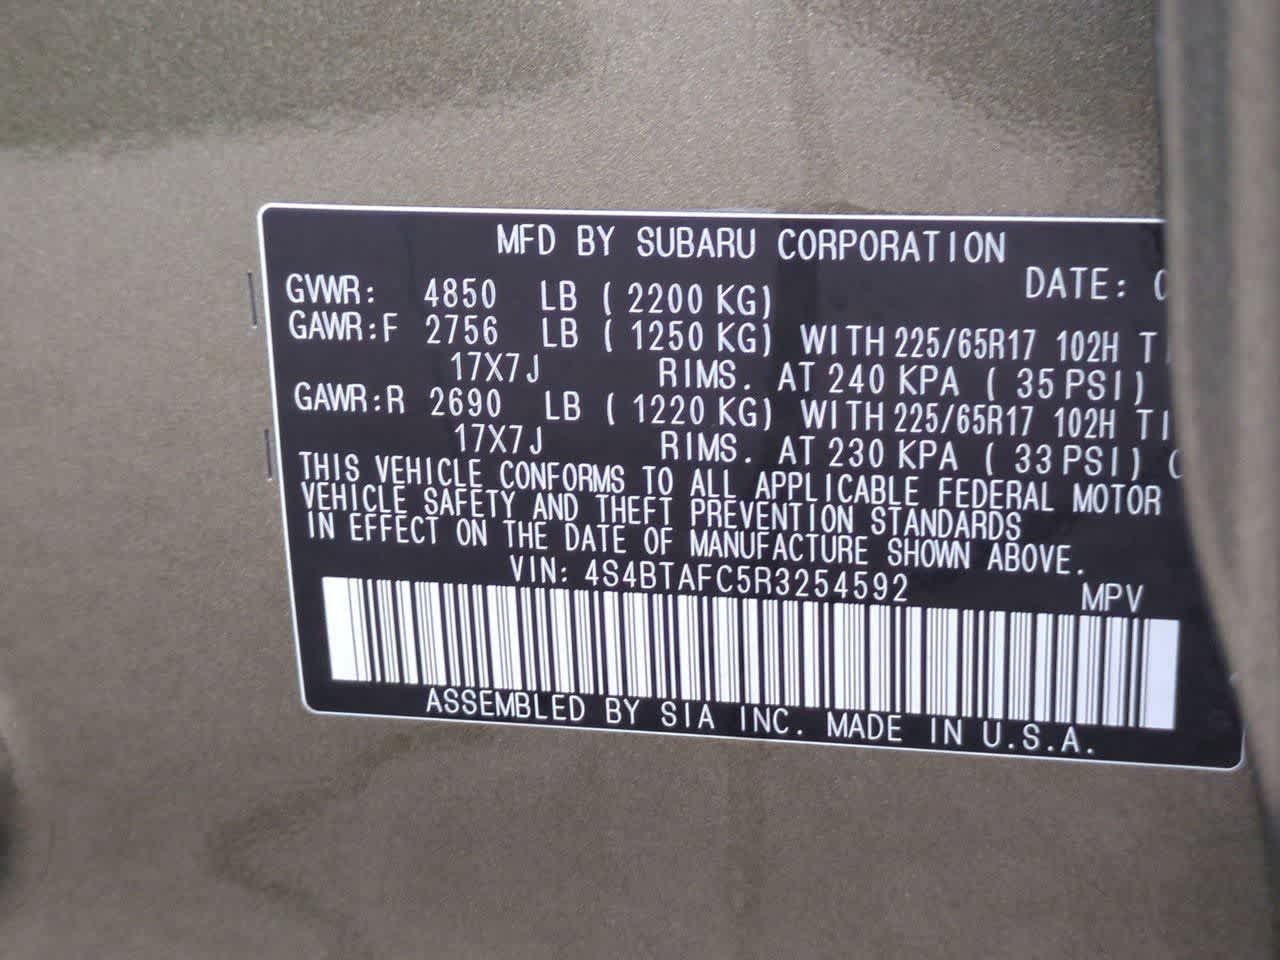 MFD BY SUBARU CORPORATION
DATE: 0
GVWR: 4850 LB ( 2200 KG)
GAWR:F 2756 LB ( 1250 KG) WITH 225/65R17 102H TI
17X7J RIMS. AT 240 KPA ( 35 PSI)
GAWR:R 2690 LB ( 1220 KG) WITH 225/65R17 102H TI
17X7J RIMS. AT 230 KPA ( 33 PSI) C
THIS VEHICLE CONFORMS TO ALL APPLICABLE FEDERAL MOTOR
VEHICLE SAFETY AND THEFT PREVENTION STANDARDS
IN EFFECT ON THE DATE OF MANUFACTURE SHOWN ABOVE.
VIN: 4S4BTAFC5R3254592 MPV
ASSEMBLED BY SIA INC. MADE IN U.S.A.